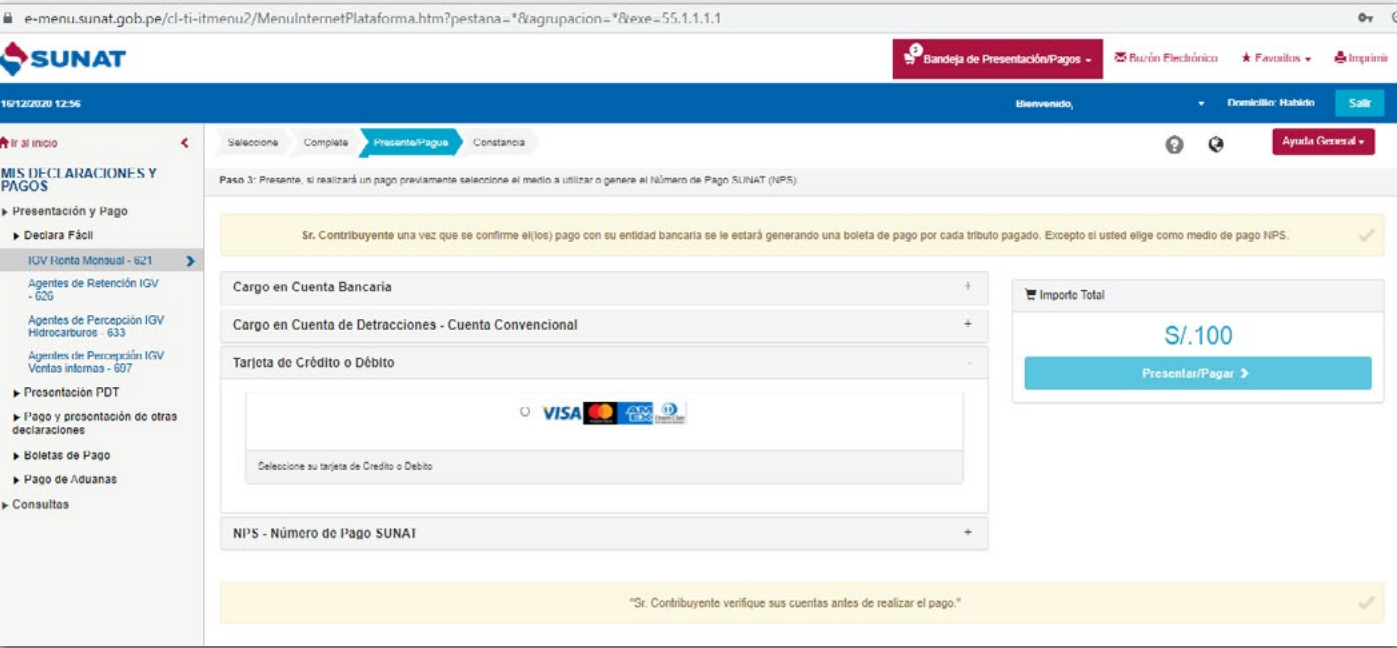 e-menu.sunat.gob.pe/cl-ti-itmenu2/MenuInternetPlataforma.htm?pestana=*&agrupacion=*&exe=55.1.1.1.1
SUNAT
3
Bandeja de Presentación/Pagos
Buzón Electrónico
Favoritos
Imprimir
16/12/2020 12:56
Bienvenido,
Domicilio: Habido
Salir
Ir al inicio
Seleccione
Complete
Presente/Pague
Constancia
Ayuda General
MIS DECLARACIONES Y
PAGOS
Paso 3: Presente, si realizará un pago previamente seleccione el medio a utilizar o genere el Número de Pago SUNAT (NPS)
Presentación y Pago
Declara Fácil
IGV Renta Mensual - 621
Agentes de Retención IGV
- 626
Agentes de Percepción IGV
Hidrocarburos - 633
Agentes de Percepción IGV
Ventas internas - 697
Presentación PDT
Pago y presentación de otras
declaraciones
Boletas de Pago
Pago de Aduanas
Consultas
Sr. Contribuyente una vez que se confirme el(los) pago con su entidad bancaria se le estará generando una boleta de pago por cada tributo pagado. Excepto si usted elige como medio de pago NPS.
Cargo en Cuenta Bancaria +
Cargo en Cuenta de Detracciones - Cuenta Convencional +
Tarjeta de Crédito o Débito -
VISA AMEX
Seleccione su tarjeta de Credito o Debito
NPS - Número de Pago SUNAT +
Importe Total
S/.100
Presentar/Pagar
"Sr. Contribuyente verifique sus cuentas antes de realizar el pago."